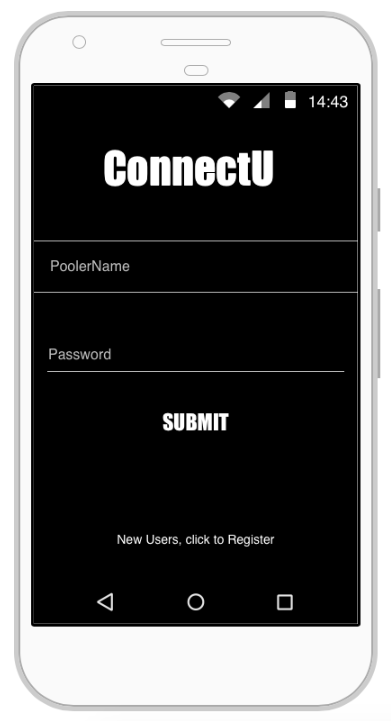 14:43
ConnectU
PoolerName
Password
SUBMIT
New Users, click to Register